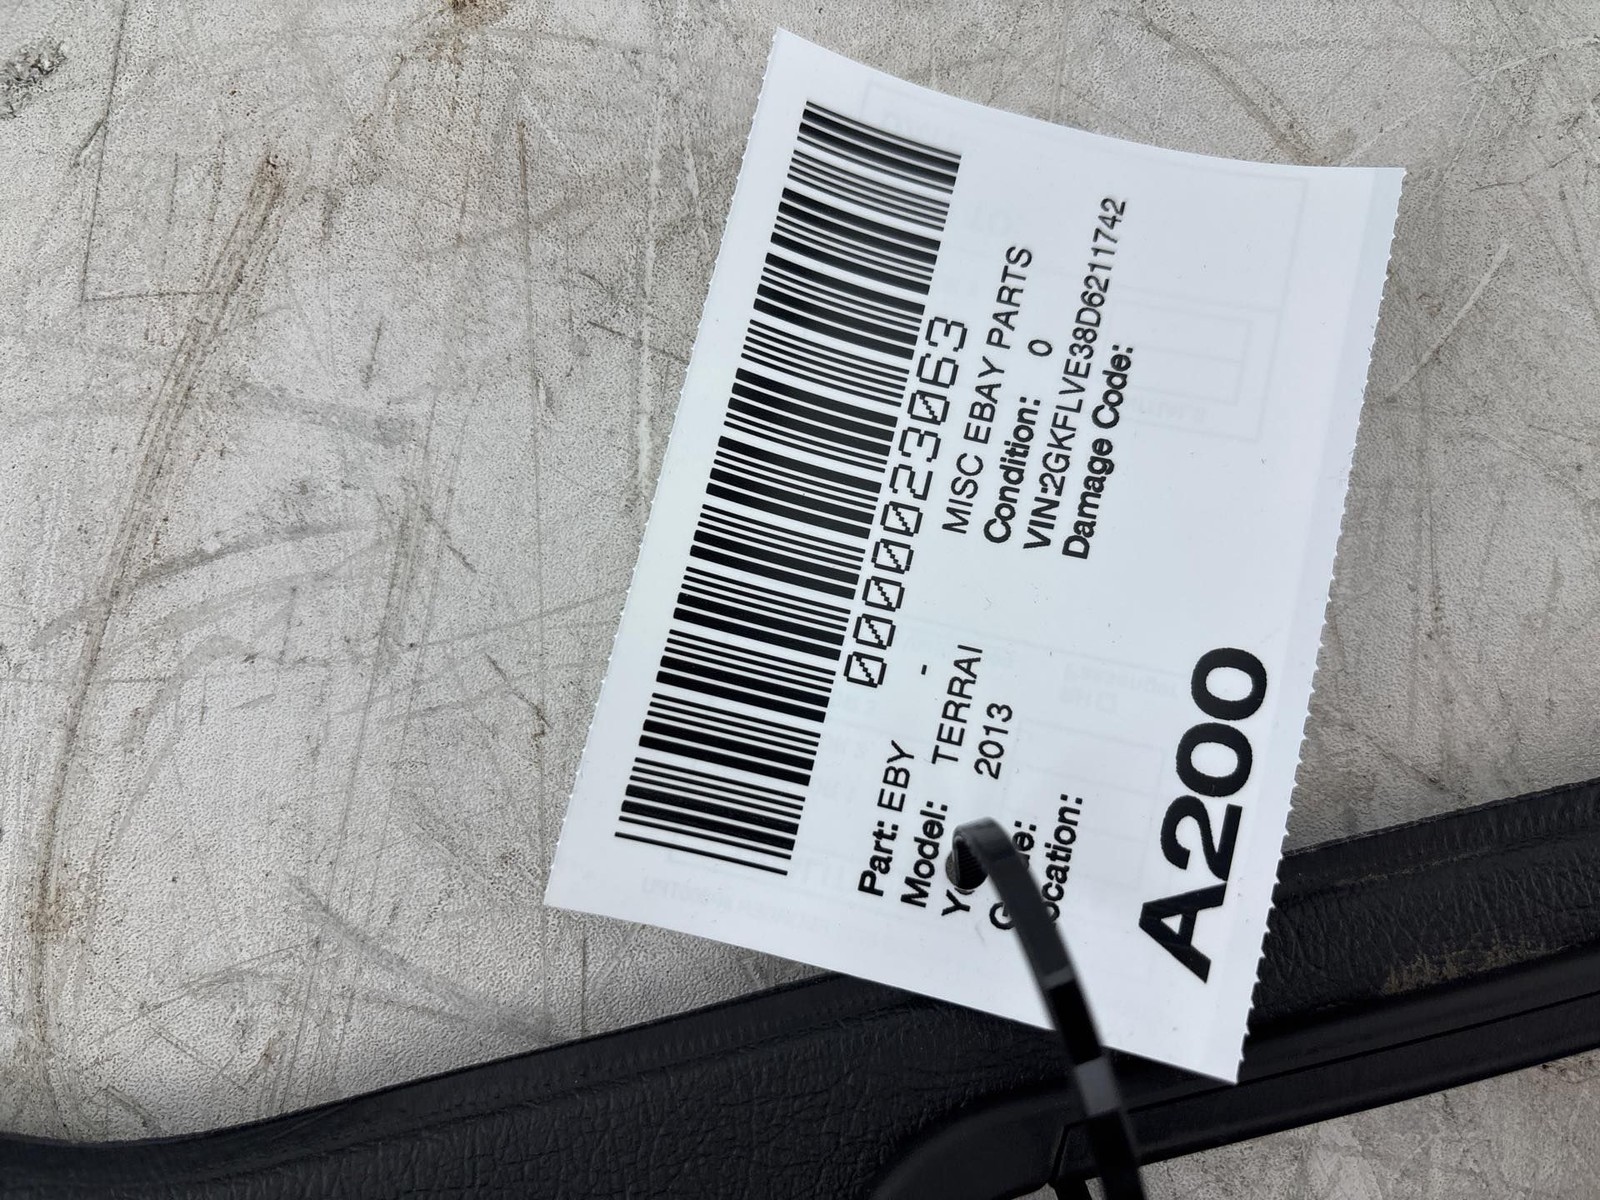 0000023063
Part: EBY - MISC EBAY PARTS
Model: TERRAI Condition: 0
2013 VIN:2GKFLVE38D6211742
Damage Code:
A200